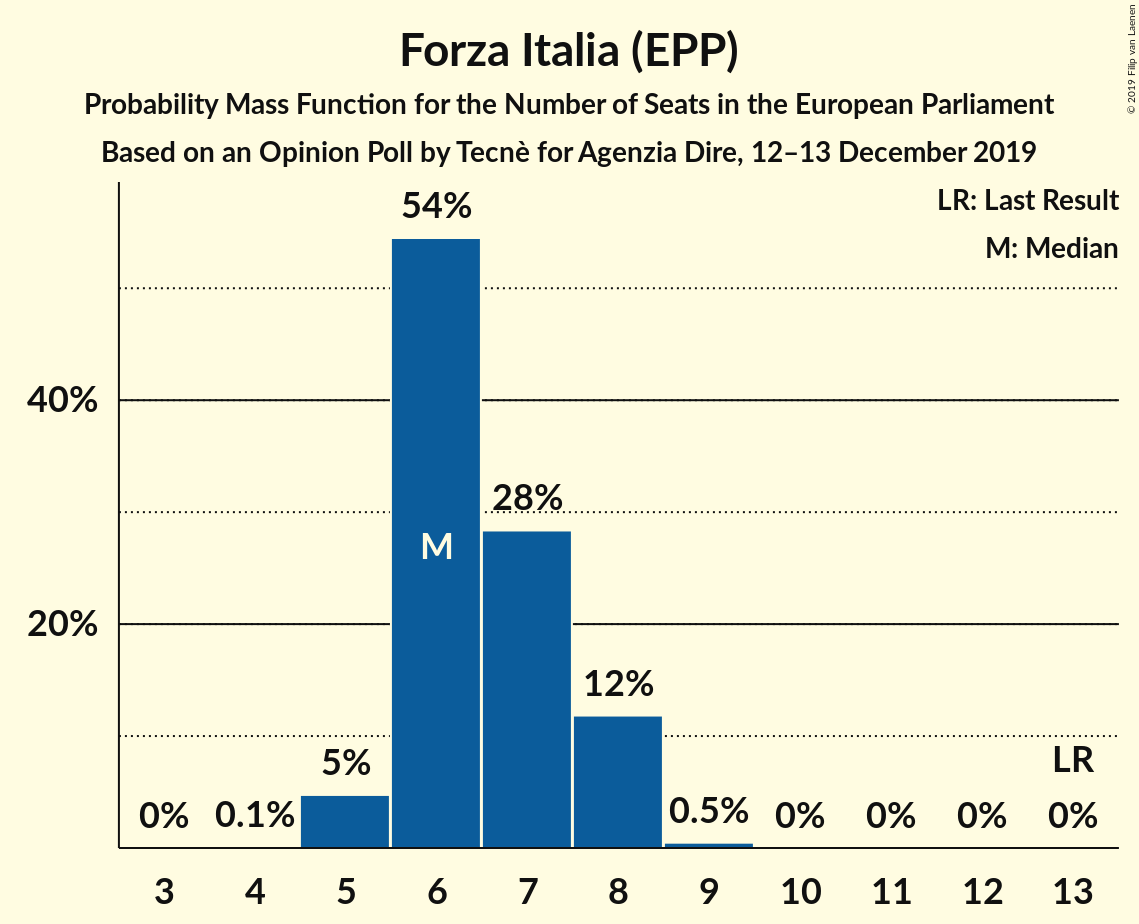 Forza Italia (EPP)
Probability Mass Function for the Number of Seats in the European Parliament
Based on an Opinion Poll by Tecnè for Agenzia Dire, 12–13 December 2019
© 2019 Filip van Laenen
LR: Last Result
M: Median
54%
40%
28%
M
20%
12%
5%
LR
0% 0.1% 0.5% 0% 0% 0% 0%
3 4 5 6 7 8 9 10 11 12 13